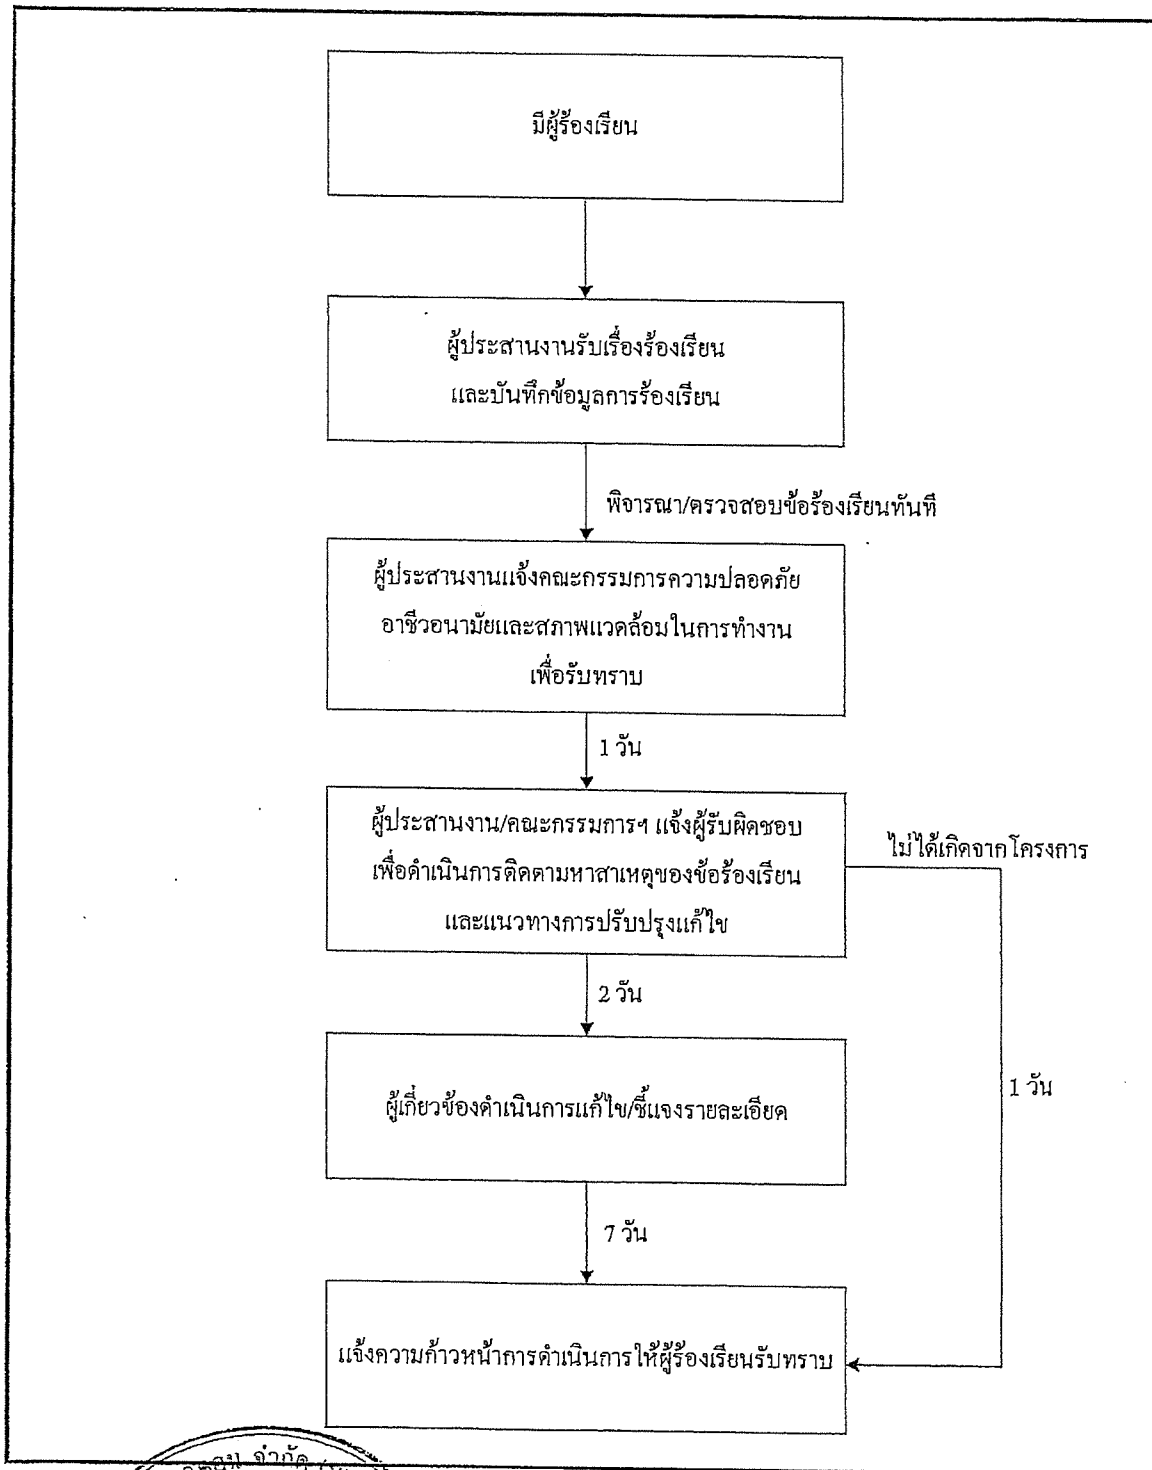 มีผู้ร้องเรียน
ผู้ประสานงานรับเรื่องร้องเรียน
และบันทึกข้อมูลการร้องเรียน
พิจารณา/ตรวจสอบข้อร้องเรียนทันที
ผู้ประสานงานแจ้งคณะกรรมการความปลอดภัย
อาชีวอนามัยและสภาพแวดล้อมในการทำงาน
เพื่อรับทราบ
1 วัน
ผู้ประสานงาน/คณะกรรมการฯ แจ้งผู้รับผิดชอบ
เพื่อดำเนินการติดตามหาสาเหตุของข้อร้องเรียน
และแนวทางการปรับปรุงแก้ไข
ไม่ได้เกิดจากโครงการ
2 วัน
1 วัน
ผู้เกี่ยวข้องดำเนินการแก้ไข/ชี้แจงรายละเอียด
7 วัน
แจ้งความก้าวหน้าการดำเนินการให้ผู้ร้องเรียนรับทราบ
จำกัด